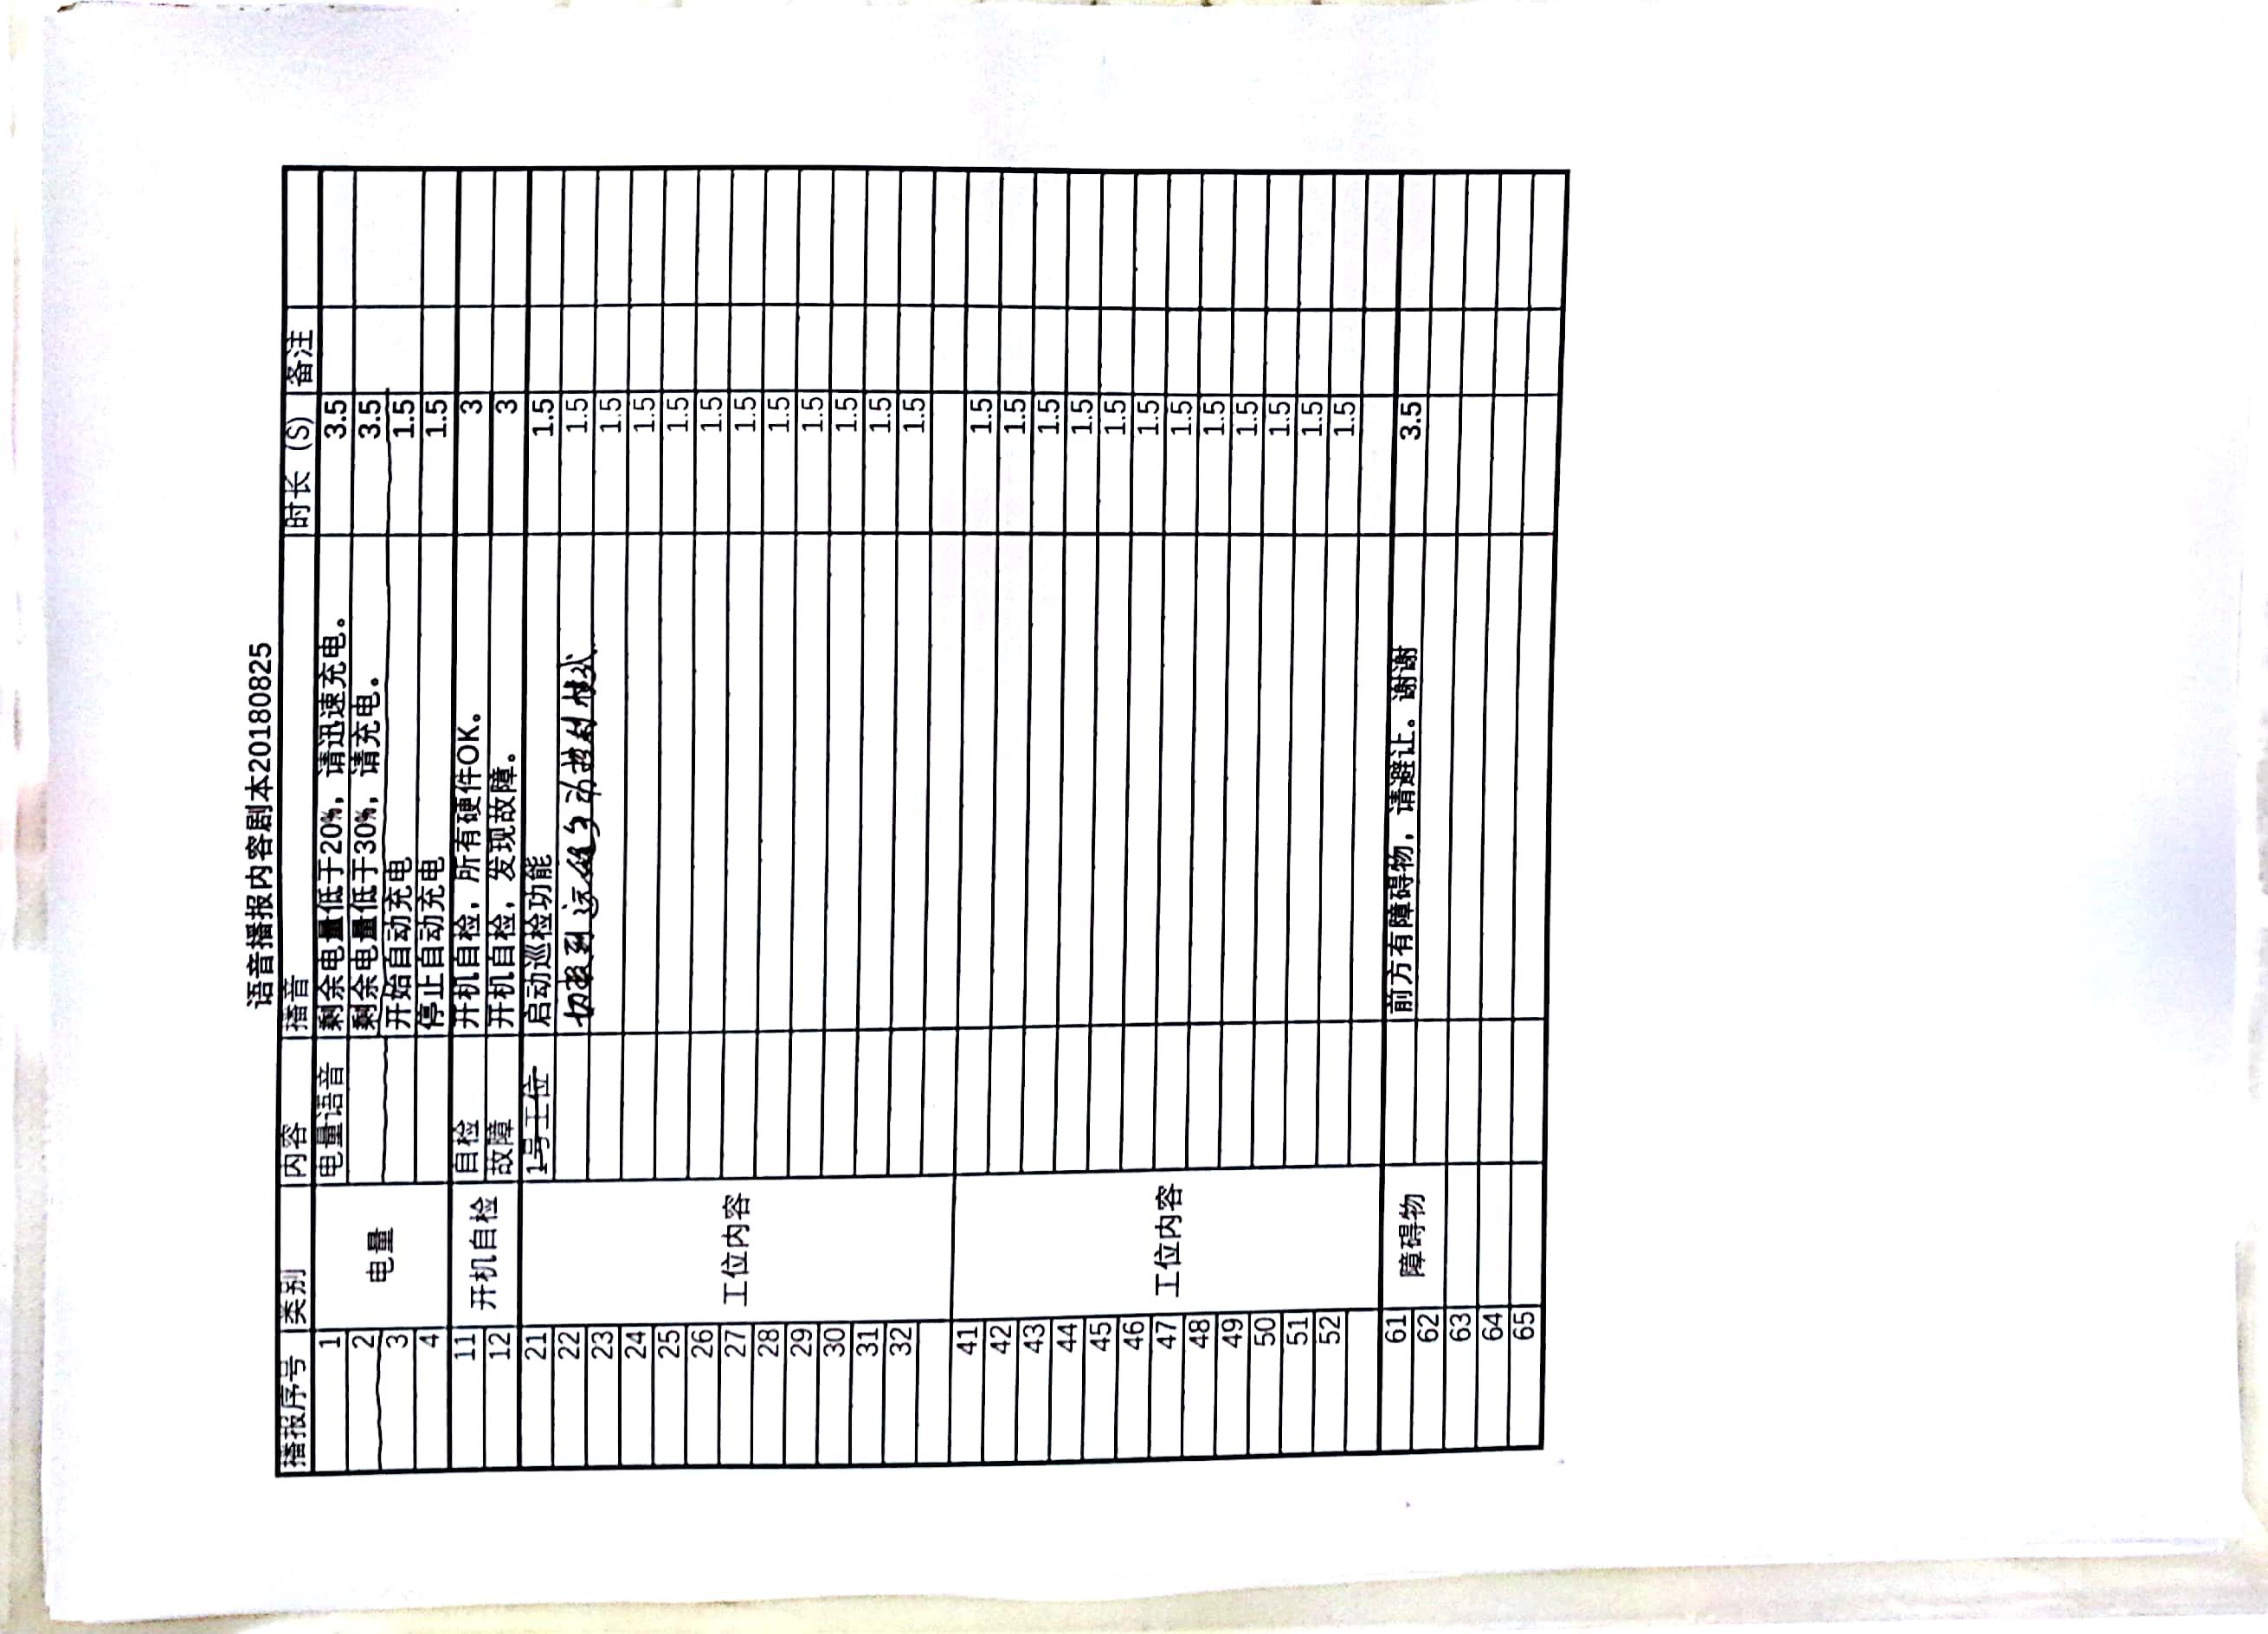 语音播报内容剧本20180825
播报序号 类别 内容 播音 时长 (S) 备注
1 电量 电量语音 剩余电量低于20%，请迅速充电。 3.5
2 剩余电量低于30%，请充电。 3.5
3 开始自动充电 1.5
4 停止自动充电 1.5
11 开机自检 自检 开机自检，所有硬件OK。 3
12 故障 开机自检，发现故障。 3
21 工位内容 1号工位 启动巡检功能 1.5
22 切换到远程手动控制模式 1.5
23 1.5
24 1.5
25 1.5
26 1.5
27 1.5
28 1.5
29 1.5
30 1.5
31 1.5
32 1.5
41 工位内容 1.5
42 1.5
43 1.5
44 1.5
45 1.5
46 1.5
47 1.5
48 1.5
49 1.5
50 1.5
51 1.5
52 1.5
61 障碍物 前方有障碍物，请避让。谢谢 3.5
62
63
64
65